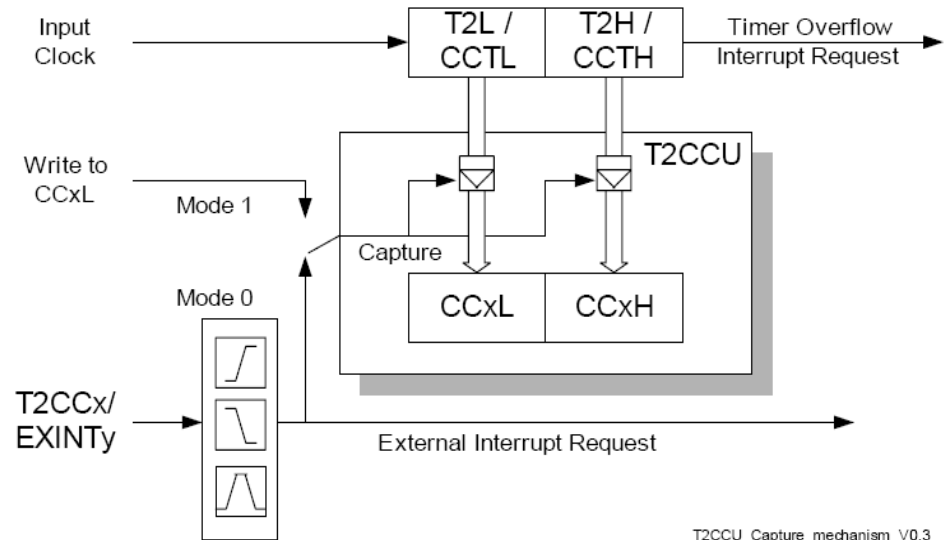 Input
Clock
T2L /
CCTL
T2H /
CCTH
Timer Overflow
Interrupt Request
T2CCU
Write to
CCxL
Mode 1
Capture
Mode 0
CCxL
CCxH
T2CCx/
EXINTy
External Interrupt Request
T2CCU_Capture_mechanism_V0.3